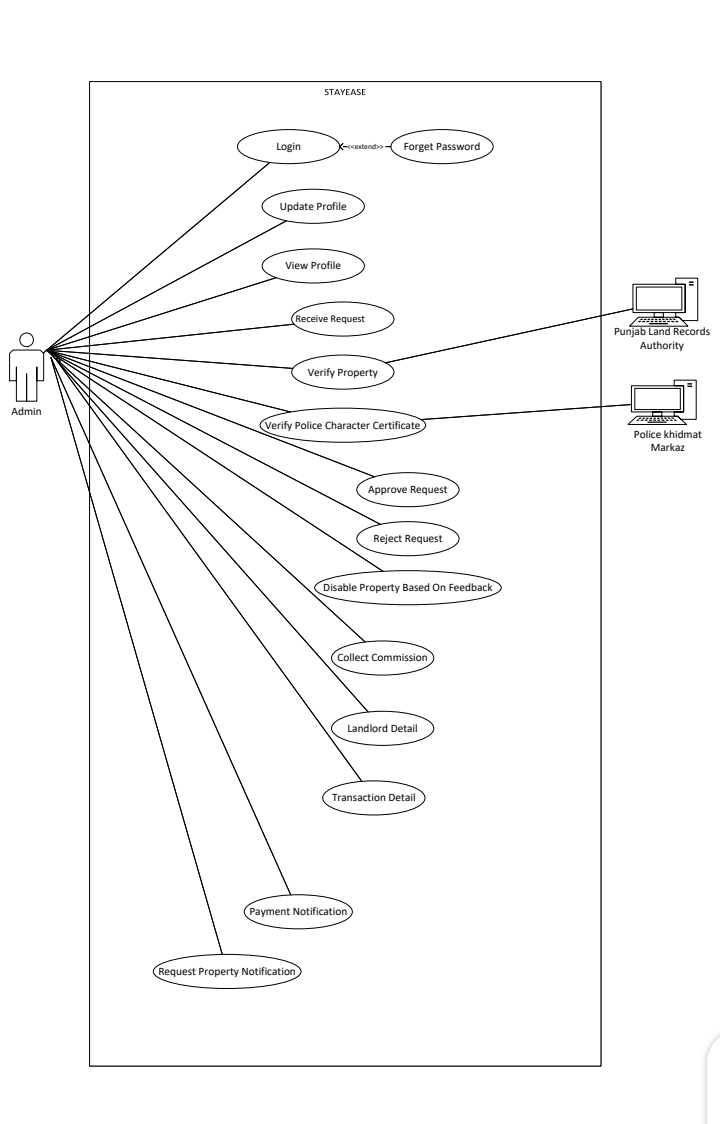 STAYEASE
Login
<<extend>>
Forget Password
Update Profile
View Profile
Receive Request
Punjab Land Records
Authority
Verify Property
Admin
Verify Police Character Certificate
Police khidmat
Markaz
Approve Request
Reject Request
Disable Property Based On Feedback
Collect Commission
Landlord Detail
Transaction Detail
Payment Notification
Request Property Notification